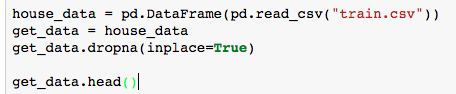 house_data = pd.DataFrame(pd.read_csv("train.csv"))
get_data = house_data
get_data.dropna(inplace=True)
get_data.head()